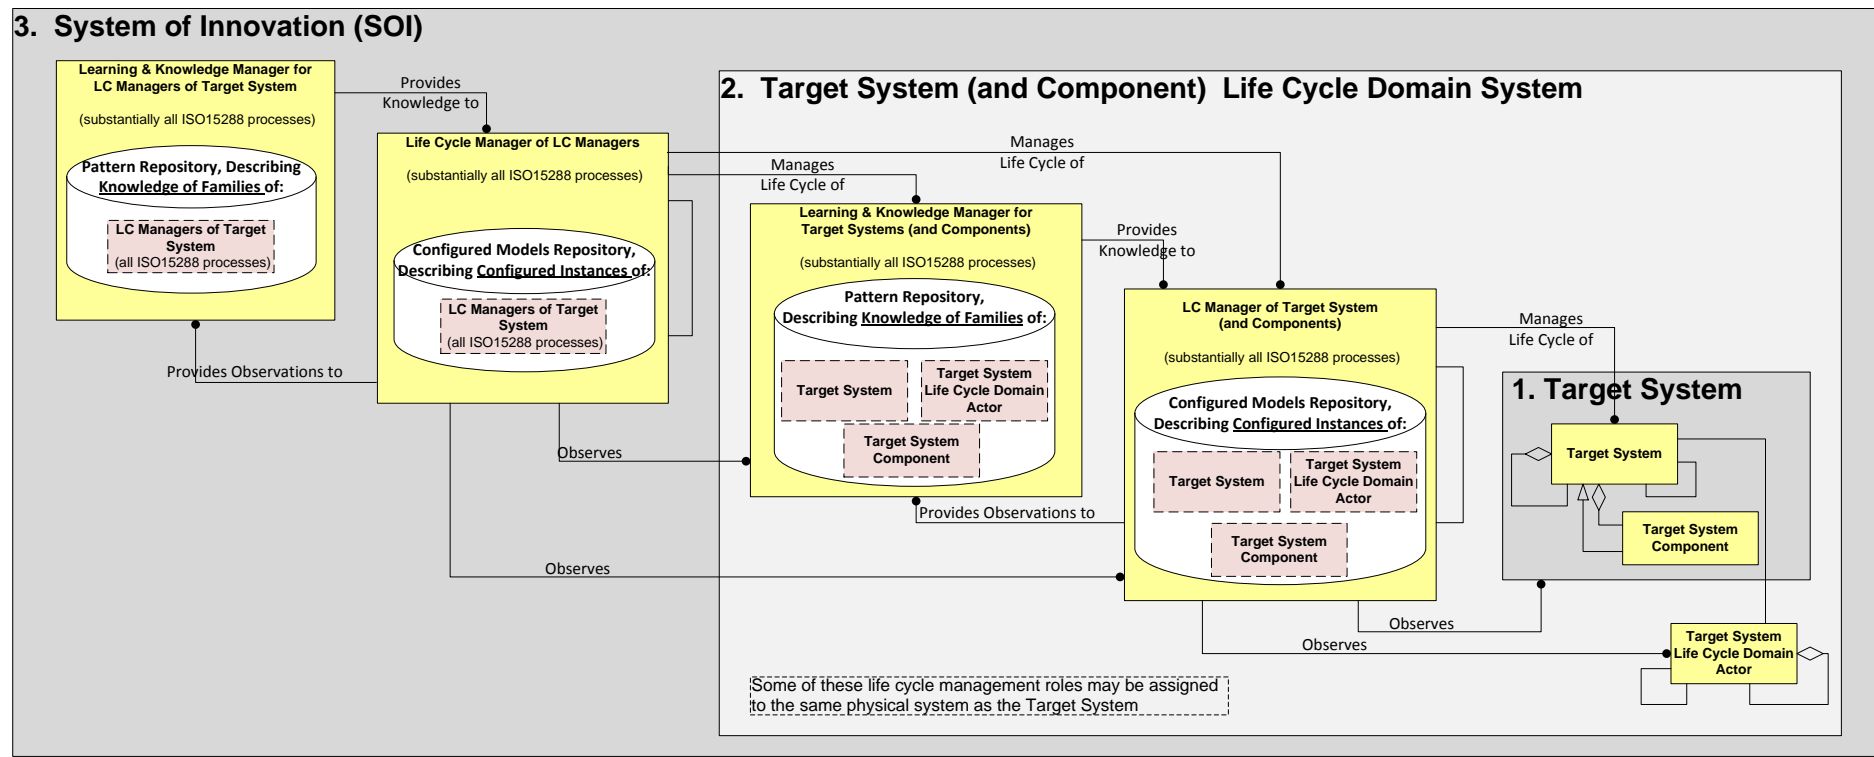 3.  System of Innovation (SOI)
Learning & Knowledge Manager for
LC Managers of Target System
(substantially all ISO15288 processes)
Pattern Repository, Describing
Knowledge of Families of:
LC Managers of Target
System
(all ISO15288 processes)
Provides
Knowledge to
Life Cycle Manager of LC Managers
(substantially all ISO15288 processes)
Configured Models Repository,
Describing Configured Instances of:
LC Managers of Target
System
(all ISO15288 processes)
Provides Observations to
2.  Target System (and Component)  Life Cycle Domain System
Manages
Life Cycle of
Manages
Life Cycle of
Learning & Knowledge Manager for
Target Systems (and Components)
(substantially all ISO15288 processes)
Pattern Repository,
Describing Knowledge of Families of:
Target System
Target System
Life Cycle Domain
Actor
Target System
Component
Observes
Observes
Provides
Knowledge to
LC Manager of Target System
(and Components)
(substantially all ISO15288 processes)
Configured Models Repository,
Describing Configured Instances of:
Target System
Target System
Life Cycle Domain
Actor
Target System
Component
Provides Observations to
Manages
Life Cycle of
1. Target System
Target System
Target System
Component
Observes
Observes
Target System
Life Cycle Domain
Actor
Some of these life cycle management roles may be assigned
to the same physical system as the Target System